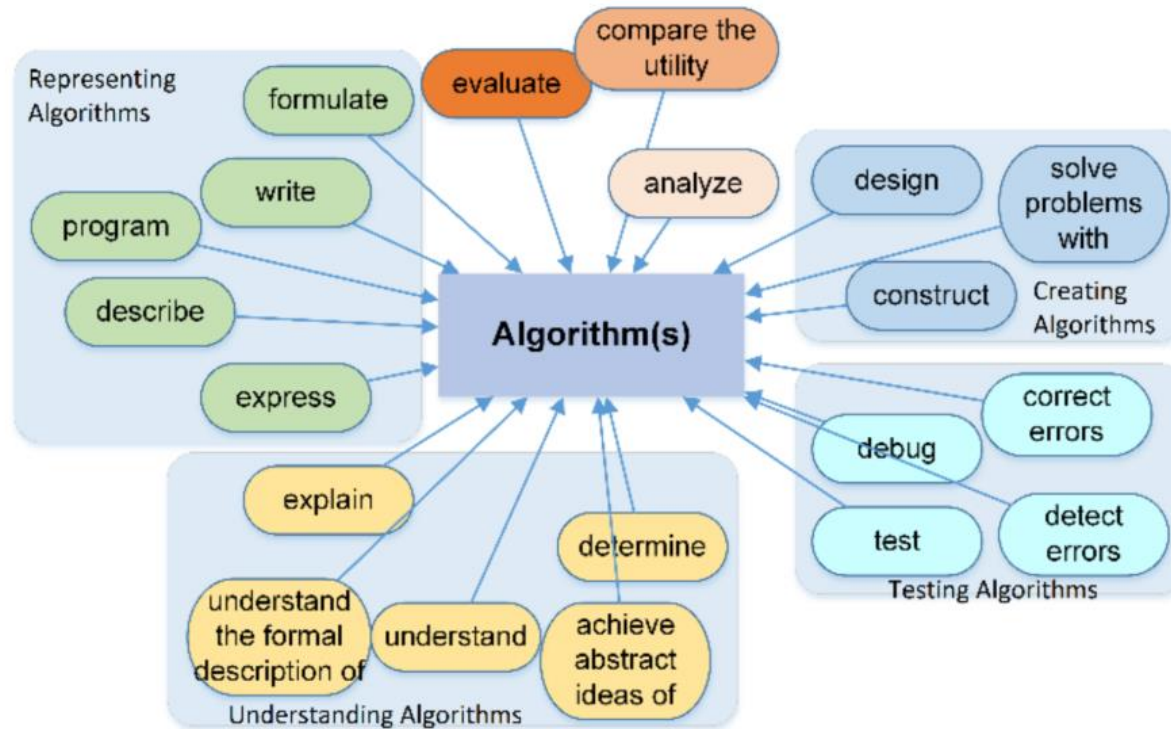 Representing
Algorithms
formulate
write
program
describe
express
evaluate
compare the
utility
analyze
design
solve
problems
with
construct
Creating
Algorithms
Algorithm(s)
correct
errors
debug
test
detect
errors
Testing Algorithms
explain
determine
understand
the formal
description of
understand
achieve
abstract
ideas of
Understanding Algorithms